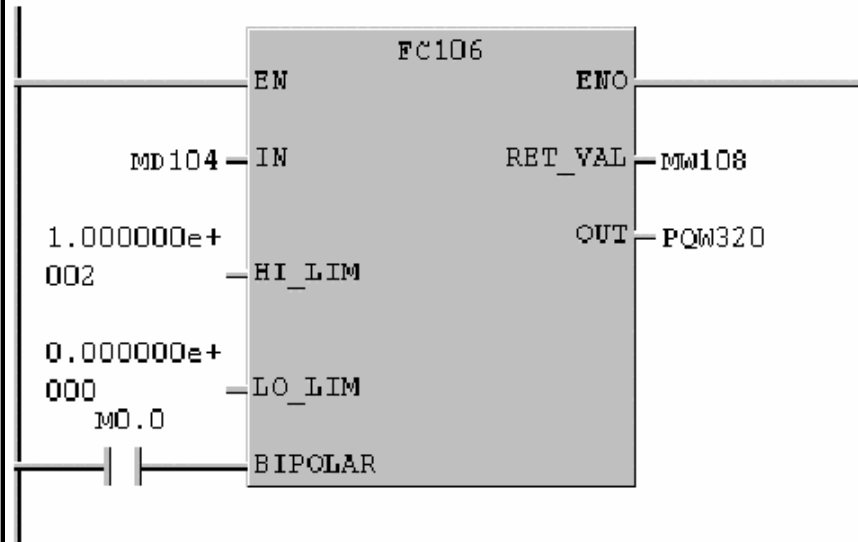 FC106
EN ENO
MD104 IN RET_VAL MW108
1.000000e+ OUT PQW320
002 HI_LIM
0.000000e+
000 LO_LIM
M0.0
BIPOLAR